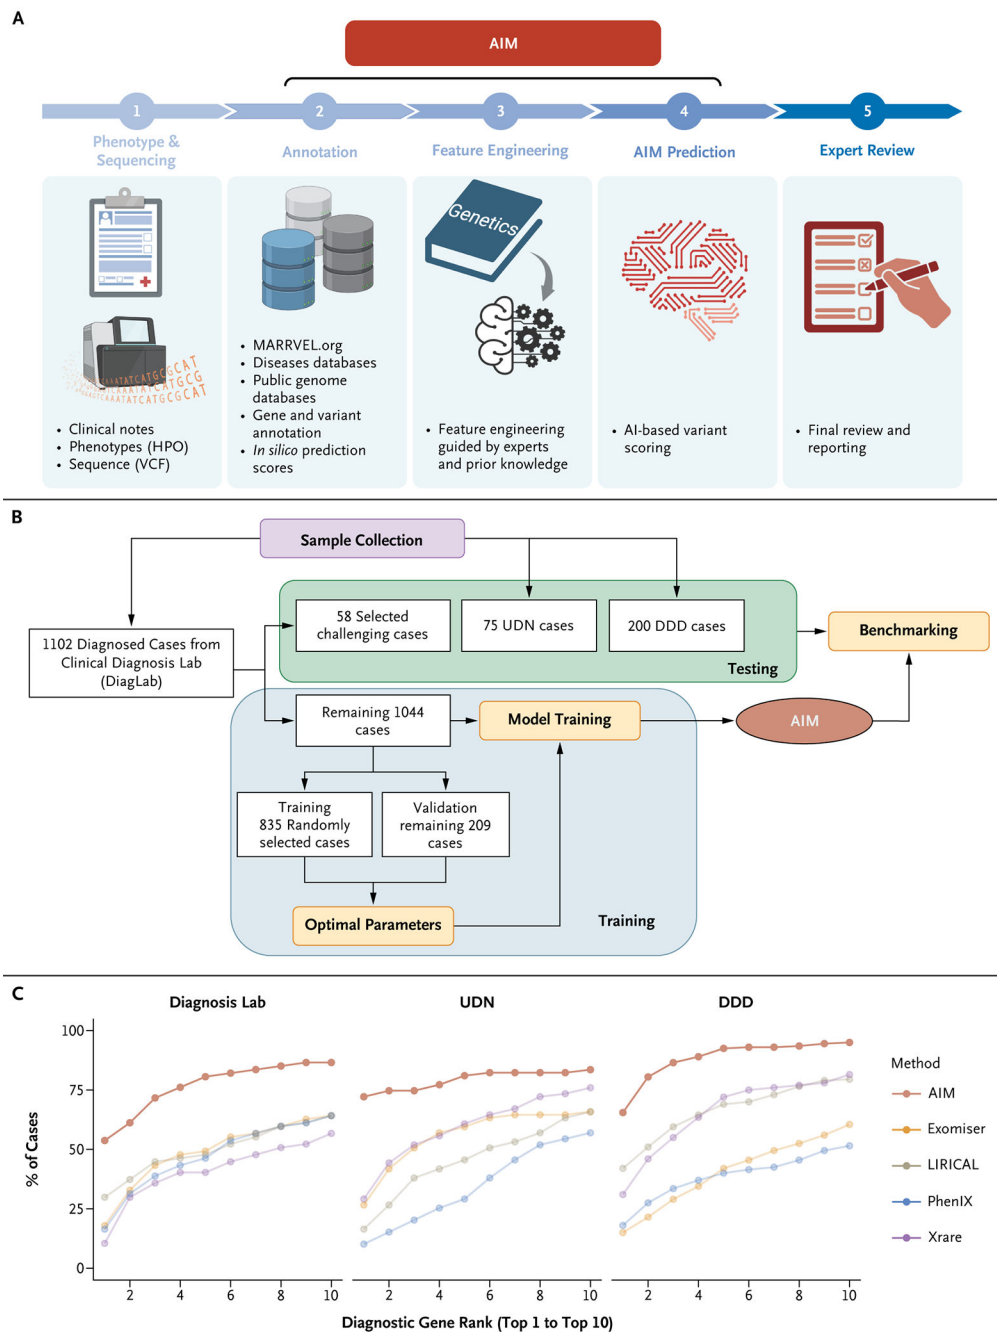 A
AIM
1
2
3
4
5
Phenotype &
Sequencing
Annotation
Feature Engineering
AIM Prediction
Expert Review
Genetics
• Clinical notes
• Phenotypes (HPO)
• Sequence (VCF)
• MARRVEL.org
• Diseases databases
• Public genome
databases
• Gene and variant
annotation
• In silico prediction
scores
• Feature engineering
guided by experts
and prior knowledge
• AI-based variant
scoring
• Final review and
reporting
B
Sample Collection
1102 Diagnosed Cases from
Clinical Diagnosis Lab
(DiagLab)
58 Selected
challenging cases
75 UDN cases
200 DDD cases
Testing
Benchmarking
Remaining 1044
cases
Model Training
AIM
Training
835 Randomly
selected cases
Validation
remaining 209
cases
Optimal Parameters
Training
C
Diagnosis Lab
UDN
DDD
% of Cases
100
75
50
25
0
2 4 6 8 10
2 4 6 8 10
2 4 6 8 10
Diagnostic Gene Rank (Top 1 to Top 10)
Method
AIM
Exomiser
LIRICAL
PhenIX
Xrare